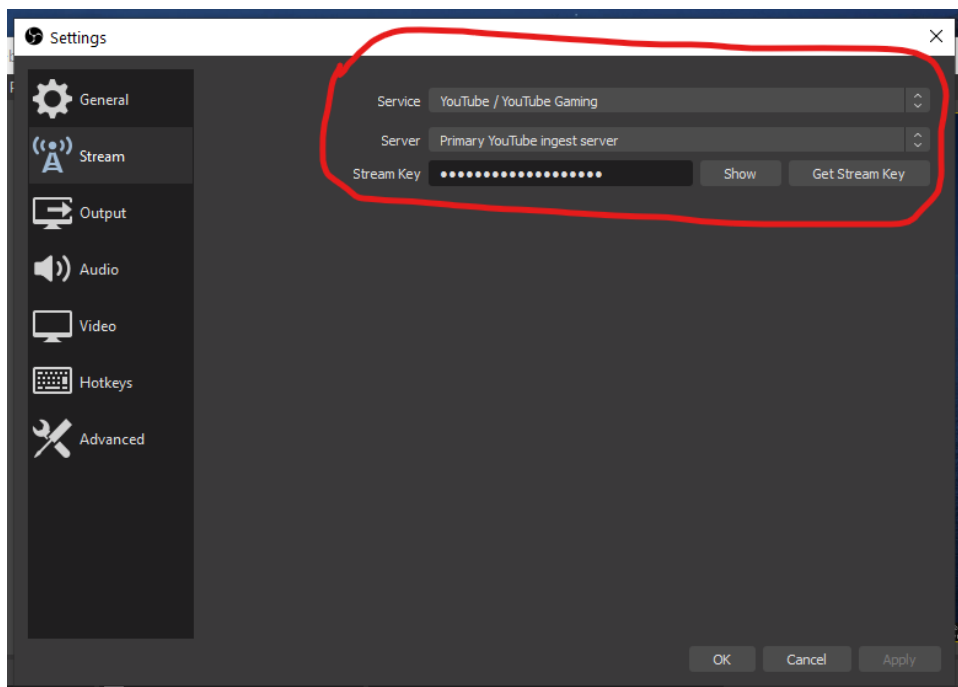 Settings
General
Stream
Output
Audio
Video
Hotkeys
Advanced
Service YouTube / YouTube Gaming
Server Primary YouTube ingest server
Stream Key ●●●●●●●●●●●●●●●●●●● Show Get Stream Key
OK Cancel Apply